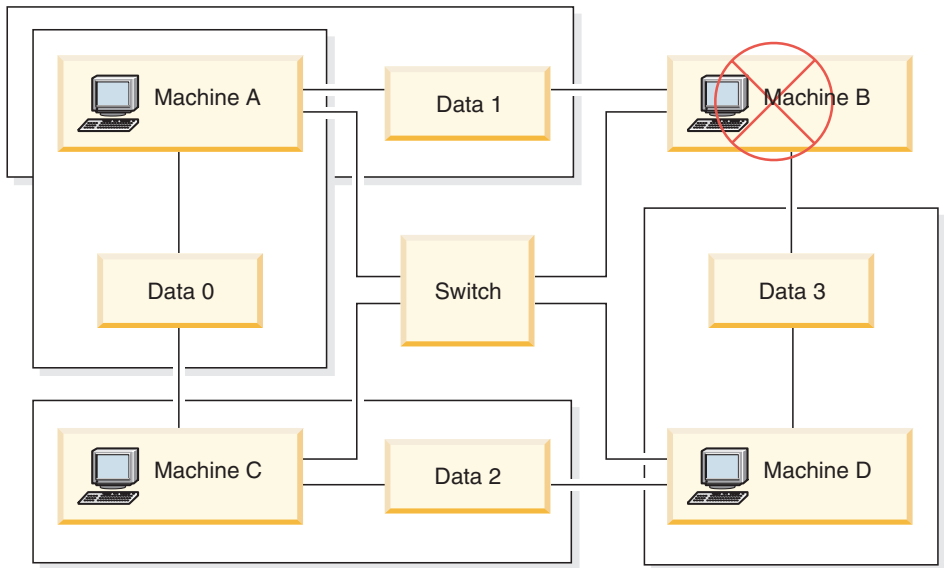 Machine A
Data 1
Machine B
Data 0
Switch
Data 3
Machine C
Data 2
Machine D